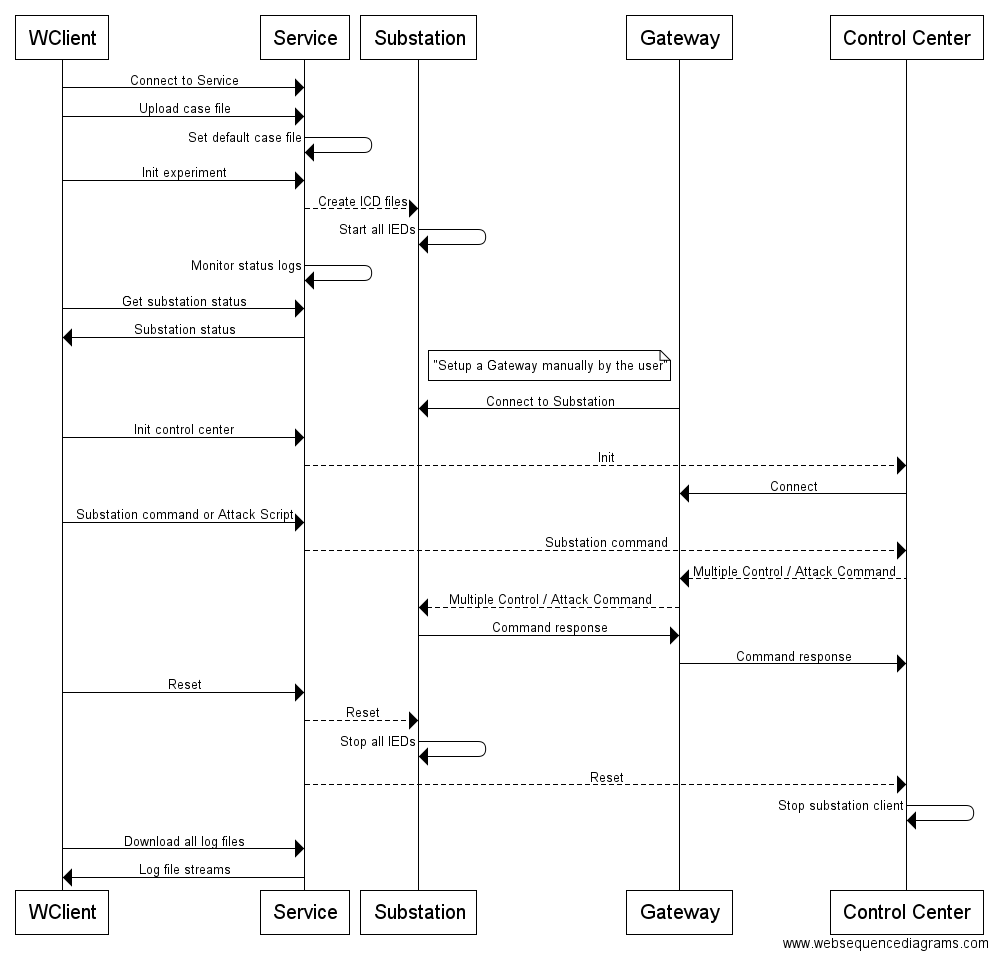 WClient
Service
Substation
Gateway
Control Center
Connect to Service
Upload case file
Set default case file
Init experiment
Create ICD files
Start all IEDs
Monitor status logs
Get substation status
Substation status
"Setup a Gateway manually by the user"
Connect to Substation
Init control center
Init
Connect
Substation command or Attack Script
Substation command
Multiple Control / Attack Command
Multiple Control / Attack Command
Command response
Command response
Reset
Reset
Stop all IEDs
Reset
Stop substation client
Download all log files
Log file streams
WClient
Service
Substation
Gateway
Control Center
www.websequencediagrams.com